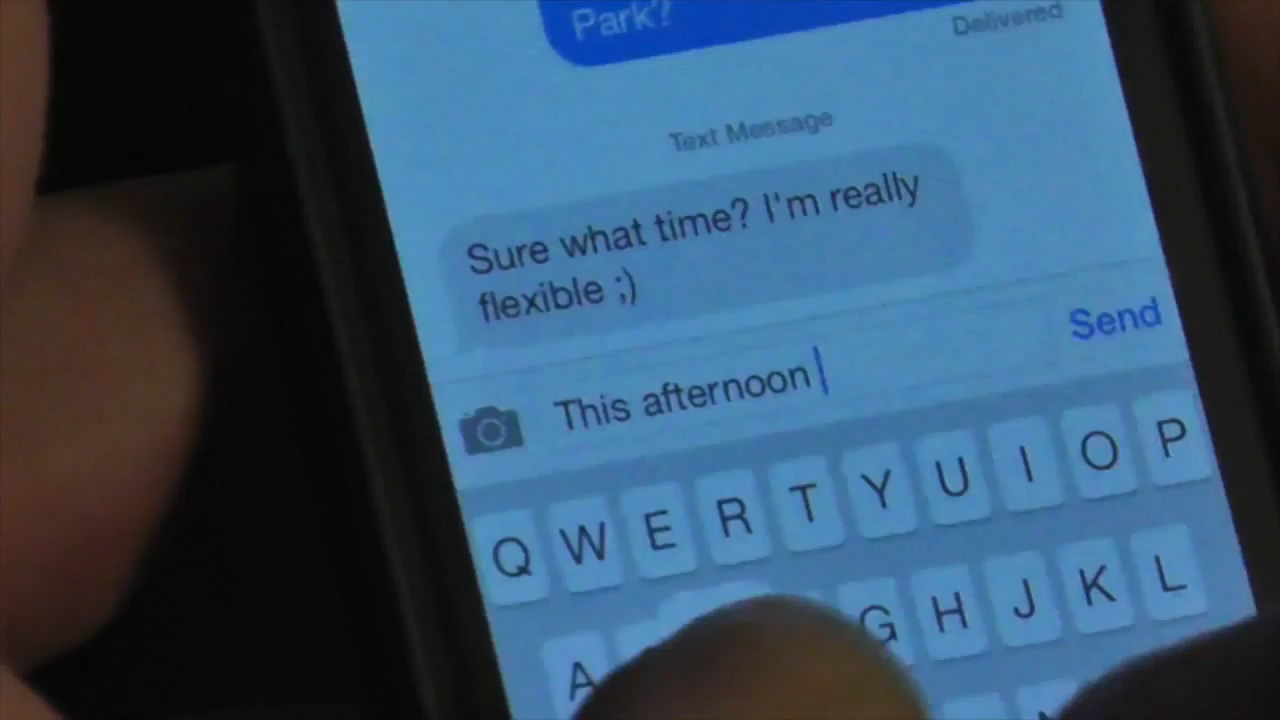 Park?
Delivered
Text Message
Sure what time? I'm really
flexible ;)
Send
This afternoon
Q W E R T Y U I O P
A G H J K L